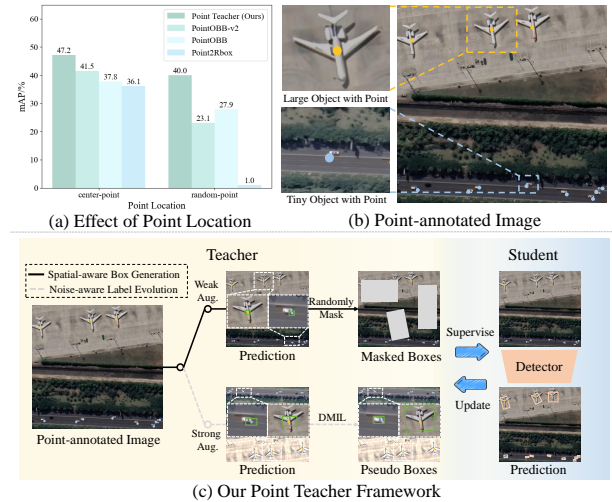 60
50
40
30
20
10
0
mAP/%
47.2
41.5
37.8
36.1
40.0
23.1
27.9
1.0
Point Teacher (Ours)
PointOBB-v2
PointOBB
Point2Rbox
center-point
random-point
Point Location
(a) Effect of Point Location
Large Object with Point
Tiny Object with Point
(b) Point-annotated Image
Teacher
Student
Spatial-aware Box Generation
Noise-aware Label Evolution
Weak
Aug.
Randomly
Mask
Prediction
Masked Boxes
Supervise
Detector
Update
Point-annotated Image
Strong
Aug.
DMIL
Prediction
Pseudo Boxes
Prediction
(c) Our Point Teacher Framework